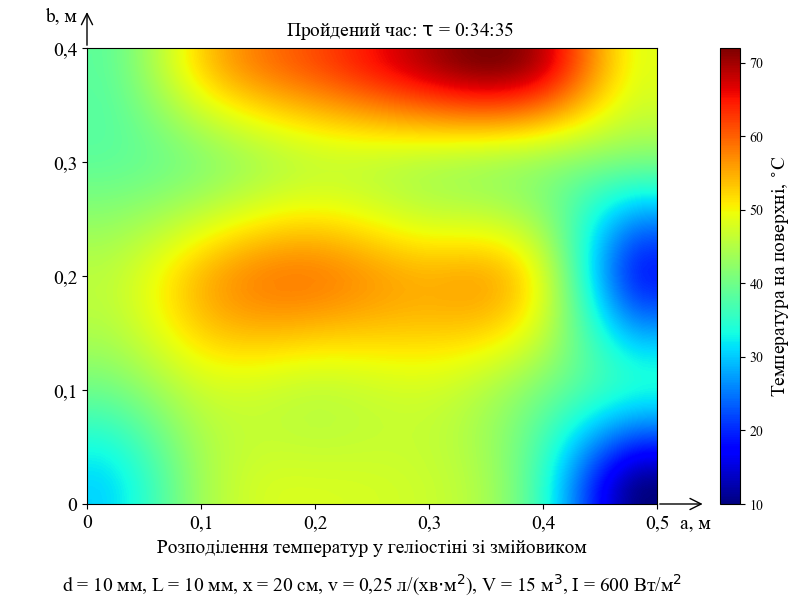 b, м
Пройдений час: τ = 0:34:35
0,4
0,3
0,2
0,1
0
0 0,1 0,2 0,3 0,4 0,5 a, м
70
60
50
40
30
20
10
Температура на поверхні, °C
Розподілення температур у геліостіні зі змійовиком
d = 10 мм, L = 10 мм, x = 20 см, v = 0,25 л/(хв·м²), V = 15 м³, I = 600 Вт/м²